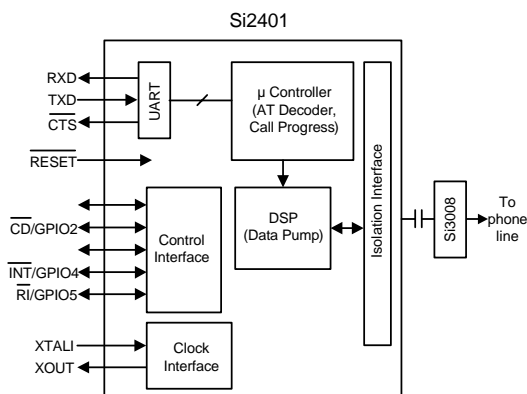 Si2401
RXD
TXD
CTS
RESET
CD/GPIO2
INT/GPIO4
RI/GPIO5
XTALI
XOUT
UART
µ Controller
(AT Decoder,
Call Progress)
DSP
(Data Pump)
Control
Interface
Clock
Interface
Isolation Interface
Si3008
To
phone
line